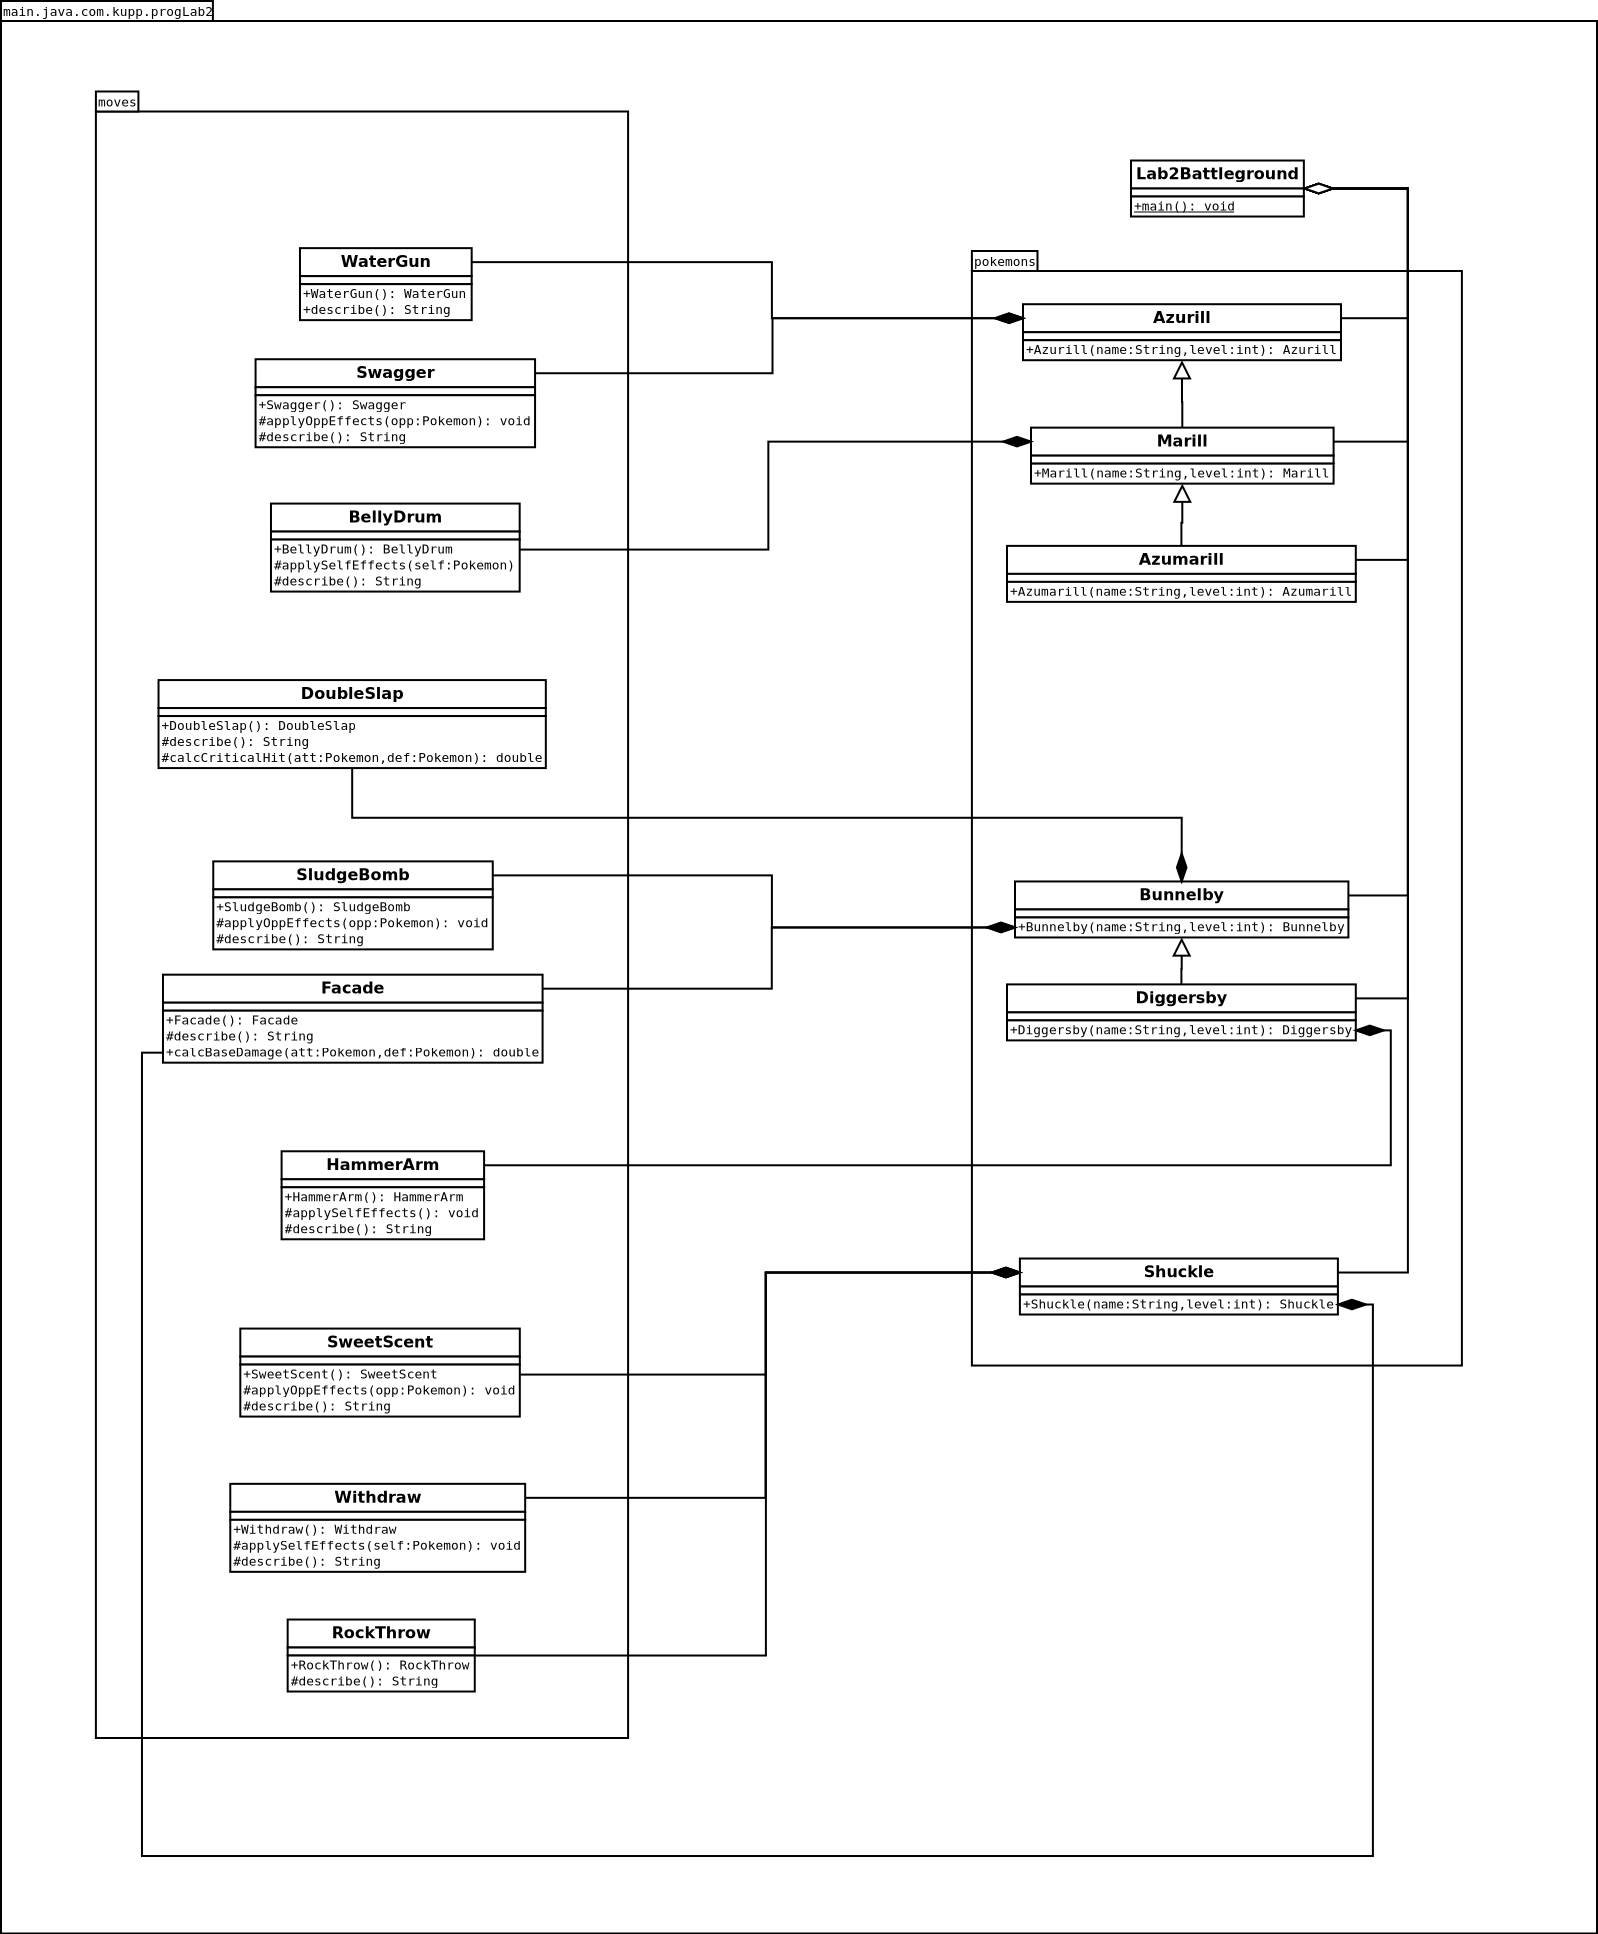 main.java.com.kupp.progLab2
moves
WaterGun
+WaterGun(): WaterGun
+describe(): String
Swagger
+Swagger(): Swagger
#applyOppEffects(opp:Pokemon): void
#describe(): String
BellyDrum
+BellyDrum(): BellyDrum
#applySelfEffects(self:Pokemon)
#describe(): String
DoubleSlap
+DoubleSlap(): DoubleSlap
#describe(): String
#calcCriticalHit(att:Pokemon,def:Pokemon): double
SludgeBomb
+SludgeBomb(): SludgeBomb
#applyOppEffects(opp:Pokemon): void
#describe(): String
Facade
+Facade(): Facade
#describe(): String
+calcBaseDamage(att:Pokemon,def:Pokemon): double
HammerArm
+HammerArm(): HammerArm
#applySelfEffects(): void
#describe(): String
SweetScent
+SweetScent(): SweetScent
#applyOppEffects(opp:Pokemon): void
#describe(): String
Withdraw
+Withdraw(): Withdraw
#applySelfEffects(self:Pokemon): void
#describe(): String
RockThrow
+RockThrow(): RockThrow
#describe(): String
Lab2Battleground
+main(): void
pokemons
Azurill
+Azurill(name:String,level:int): Azurill
Marill
+Marill(name:String,level:int): Marill
Azumarill
+Azumarill(name:String,level:int): Azumarill
Bunnelby
+Bunnelby(name:String,level:int): Bunnelby
Diggersby
+Diggersby(name:String,level:int): Diggersby
Shuckle
+Shuckle(name:String,level:int): Shuckle